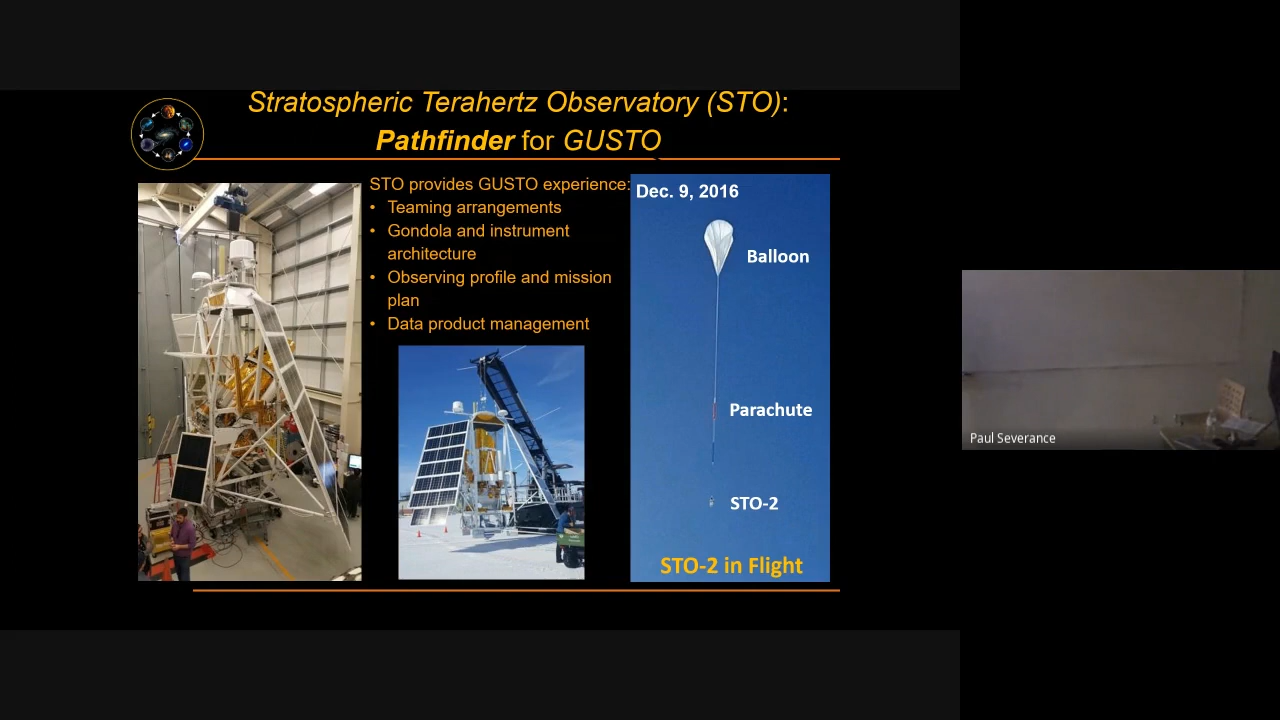 Stratospheric Terahertz Observatory (STO):
Pathfinder for GUSTO
STO provides GUSTO experience:
• Teaming arrangements
• Gondola and instrument
architecture
• Observing profile and mission
plan
• Data product management
Dec. 9, 2016
Balloon
Parachute
STO-2
STO-2 in Flight
Paul Severance